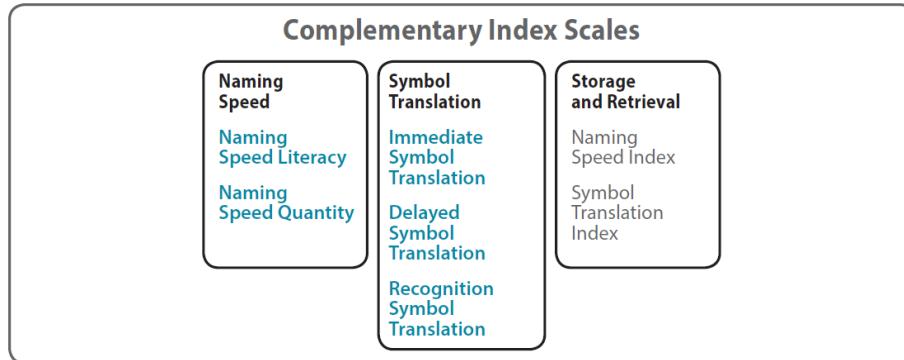 Complementary Index Scales
Naming
Speed
Naming
Speed Literacy
Naming
Speed Quantity
Symbol
Translation
Immediate
Symbol
Translation
Delayed
Symbol
Translation
Recognition
Symbol
Translation
Storage
and Retrieval
Naming
Speed Index
Symbol
Translation
Index